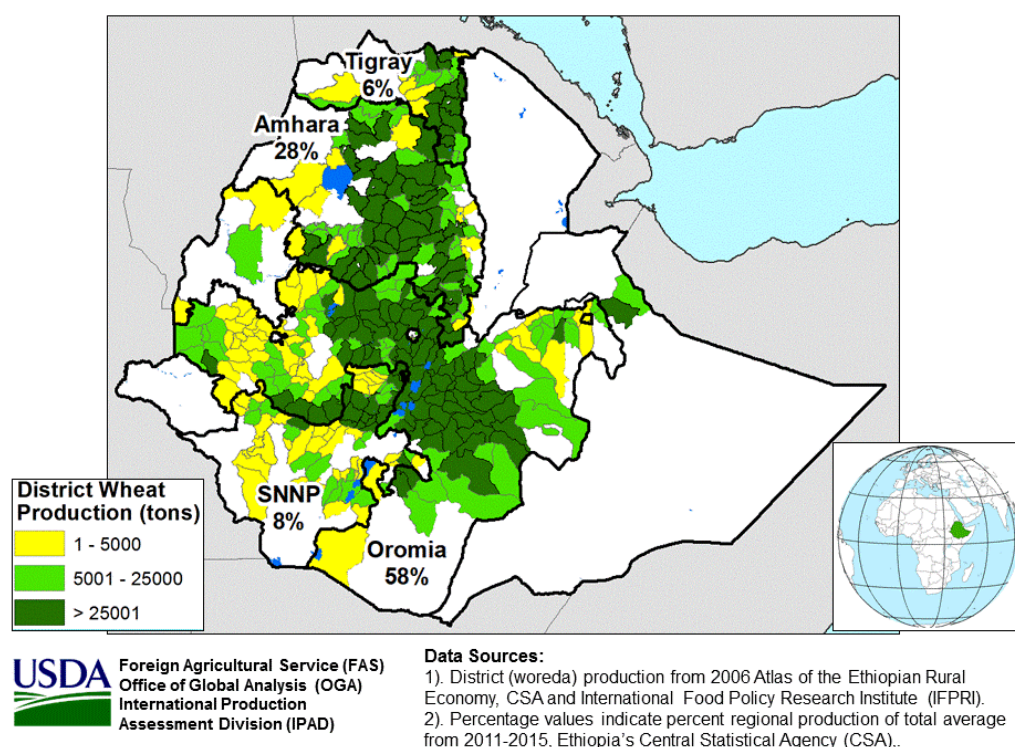 Tigray
6%
Amhara
28%
SNNP
8%
Oromia
58%
District Wheat
Production (tons)
1 - 5000
5001 - 25000
> 25001
USDA
Foreign Agricultural Service (FAS)
Office of Global Analysis (OGA)
International Production
Assessment Division (IPAD)
Data Sources:
1). District (woreda) production from 2006 Atlas of the Ethiopian Rural
Economy, CSA and International Food Policy Research Institute (IFPRI).
2). Percentage values indicate percent regional production of total average
from 2011-2015, Ethiopia's Central Statistical Agency (CSA)..